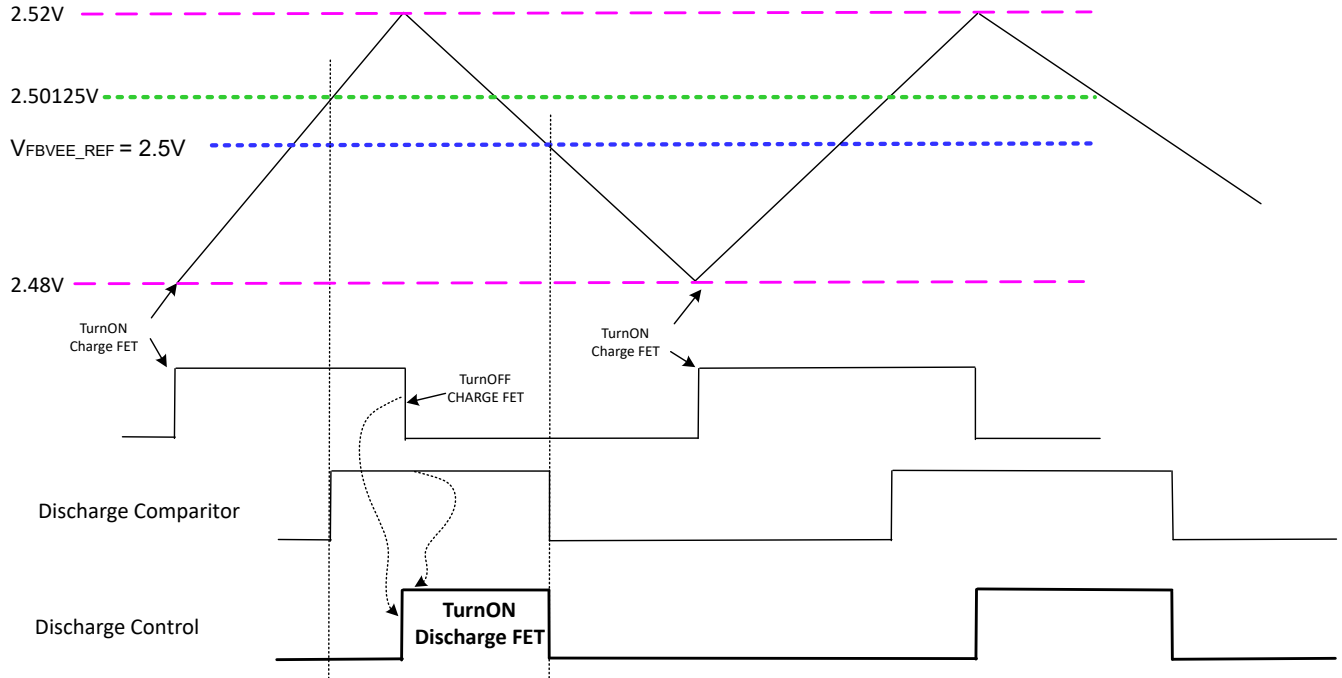 2.52V
2.50125V
VFBVEE_REF = 2.5V
2.48V
TurnON
Charge FET
TurnON
Charge FET
TurnOFF
CHARGE FET
Discharge Comparitor
Discharge Control
TurnON
Discharge FET